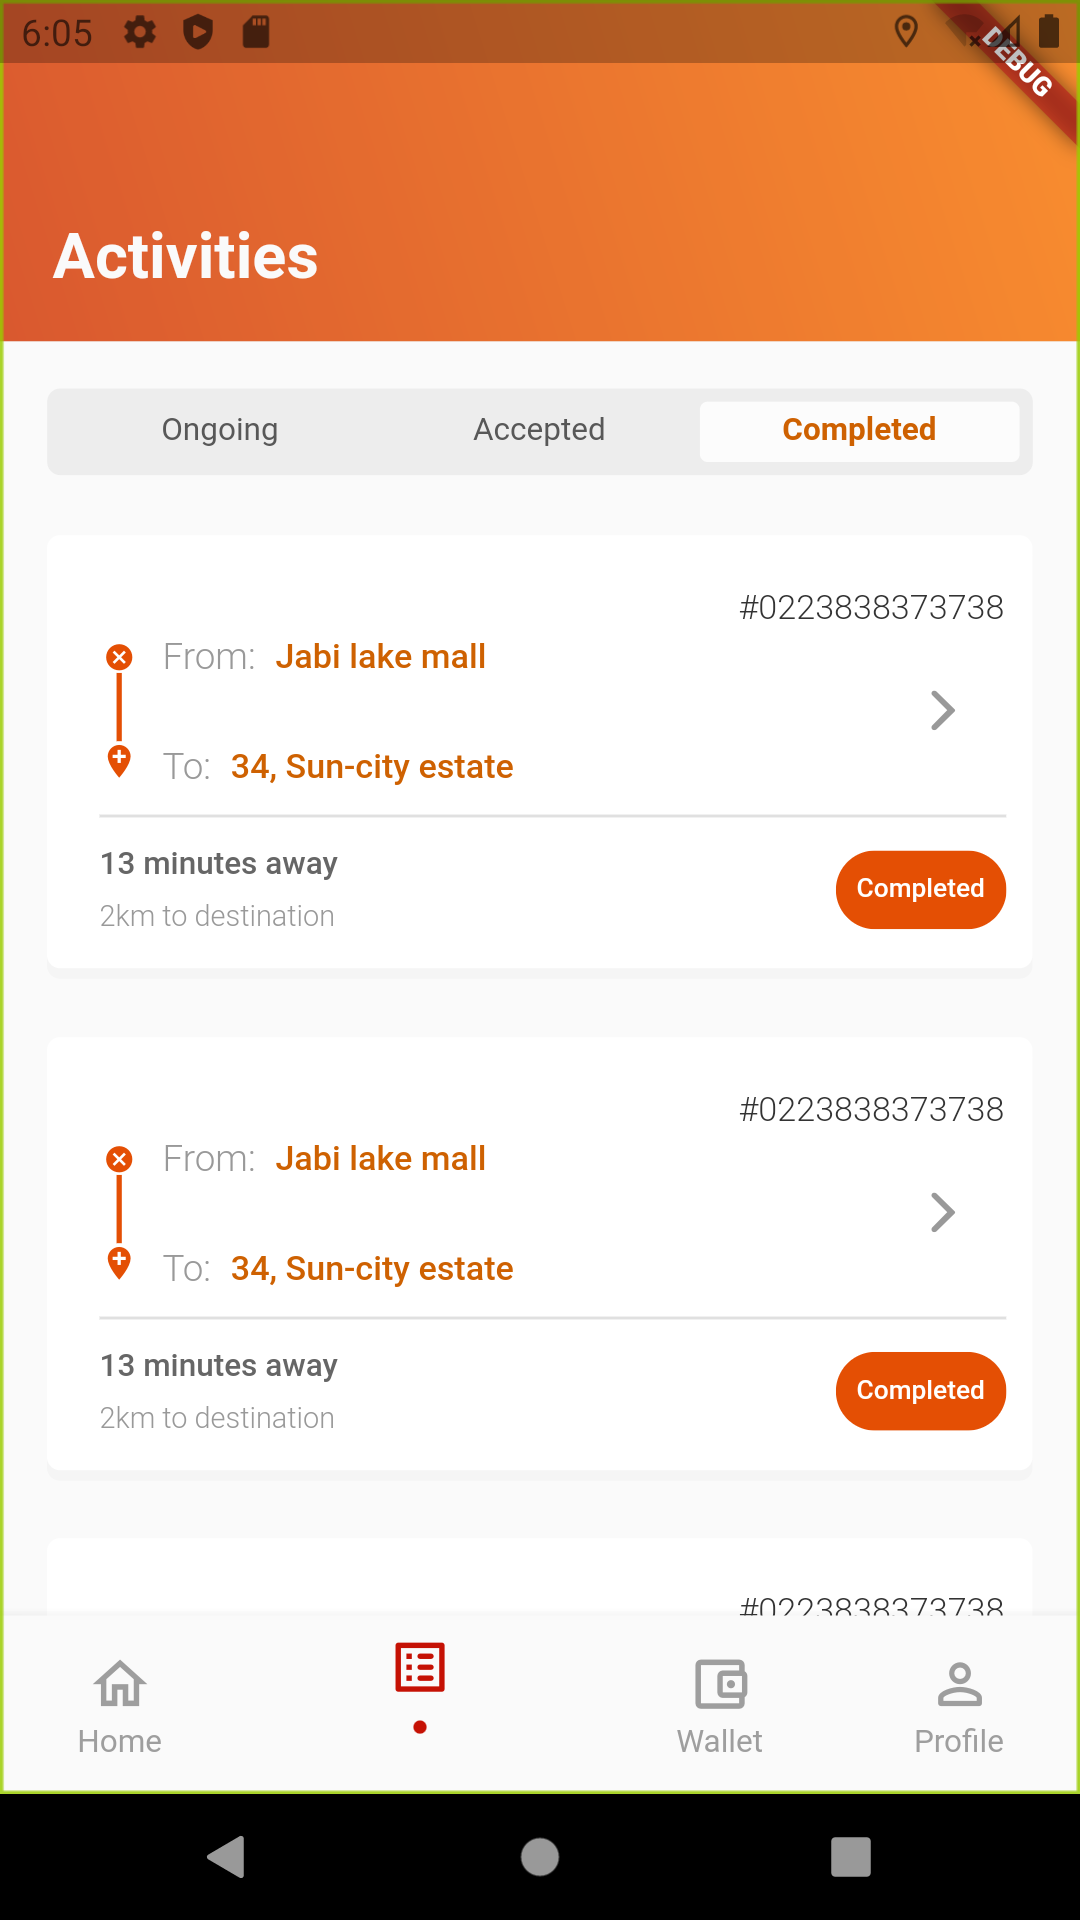 6:05
DEBUG
Activities
Ongoing Accepted Completed
#0223838373738
From: Jabi lake mall
To: 34, Sun-city estate
13 minutes away
Completed
2km to destination
#0223838373738
From: Jabi lake mall
To: 34, Sun-city estate
13 minutes away
Completed
2km to destination
#0223838373738
Home Wallet Profile